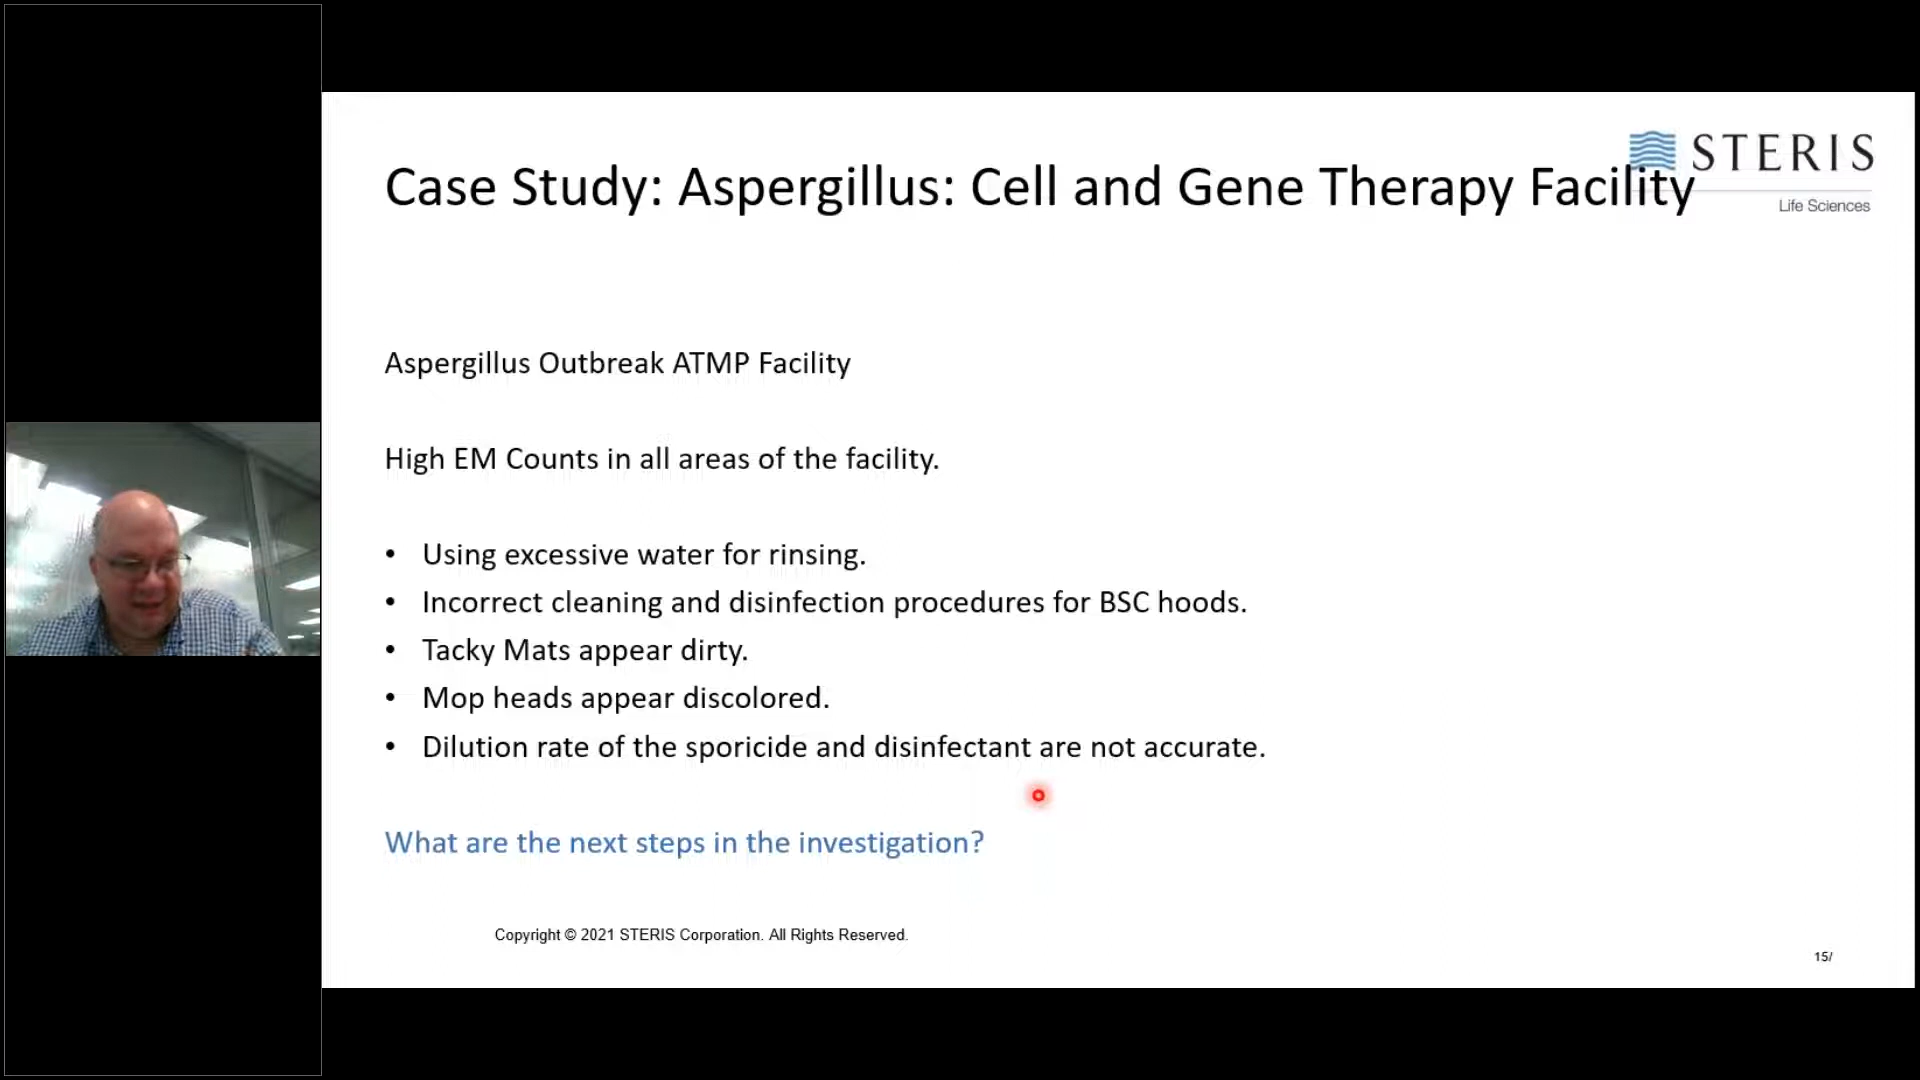 STERIS
Case Study: Aspergillus: Cell and Gene Therapy Facility
Life Sciences
Aspergillus Outbreak ATMP Facility
High EM Counts in all areas of the facility.
• Using excessive water for rinsing.
• Incorrect cleaning and disinfection procedures for BSC hoods.
• Tacky Mats appear dirty.
• Mop heads appear discolored.
• Dilution rate of the sporicide and disinfectant are not accurate.
What are the next steps in the investigation?
Copyright © 2021 STERIS Corporation. All Rights Reserved.
15/